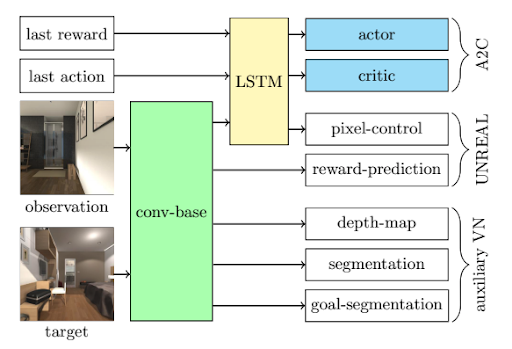 last reward
last action
observation
target
conv-base
LSTM
actor
critic
pixel-control
reward-prediction
depth-map
segmentation
goal-segmentation
A2C
UNREAL
auxiliary VN